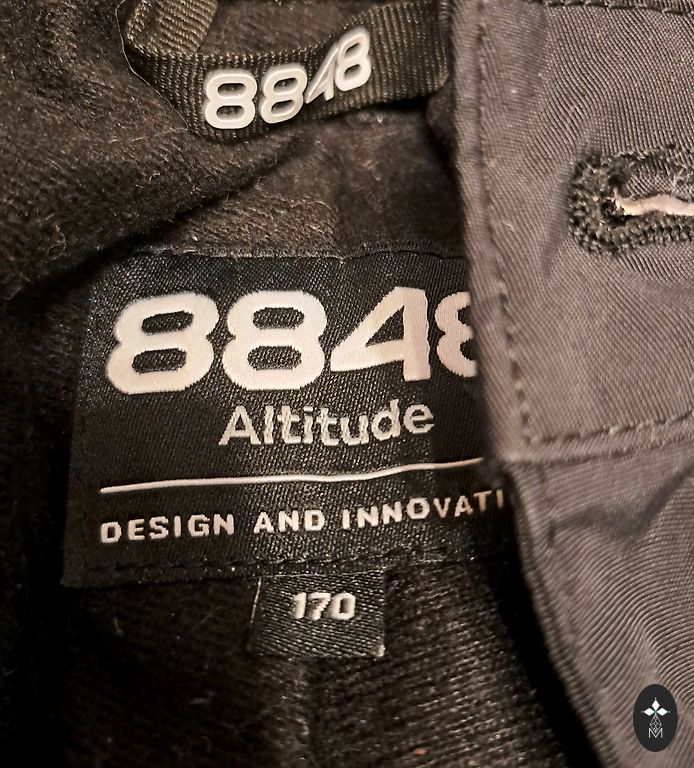 8848
8848
Altitude
DESIGN AND INNOVATI
170
M